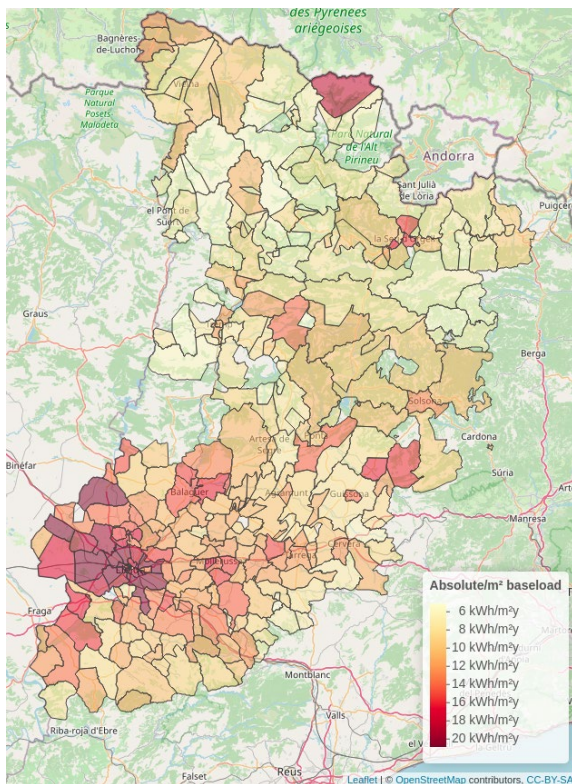 des Pyrénées
ariégeoises
Bagnères-
de-Luchon
Vielha
Parque
Natural
Posets
Maladeta
Parc Natural
de l'Alt
Pirineu
Andorra
Sant Julià
de Lòria
Puigcer
el Pont de
Suert
la Seu d'Urgell
Graus
Berga
Solsona
Cardona
Súria
Artesa de
Segre
Ponts
Binéfar
Balaguer
Agramunt
Guissona
Manresa
Mollerussa
Tàrrega
Cervera
Fraga
Montblanc
Valls
Riba-roja d'Ebre
Falset
Reus
Absolute/m² baseload
6 kWh/m²y
8 kWh/m²y
10 kWh/m²y
12 kWh/m²y
14 kWh/m²y
16 kWh/m²y
18 kWh/m²y
20 kWh/m²y
Leaflet | © OpenStreetMap contributors, CC-BY-SA